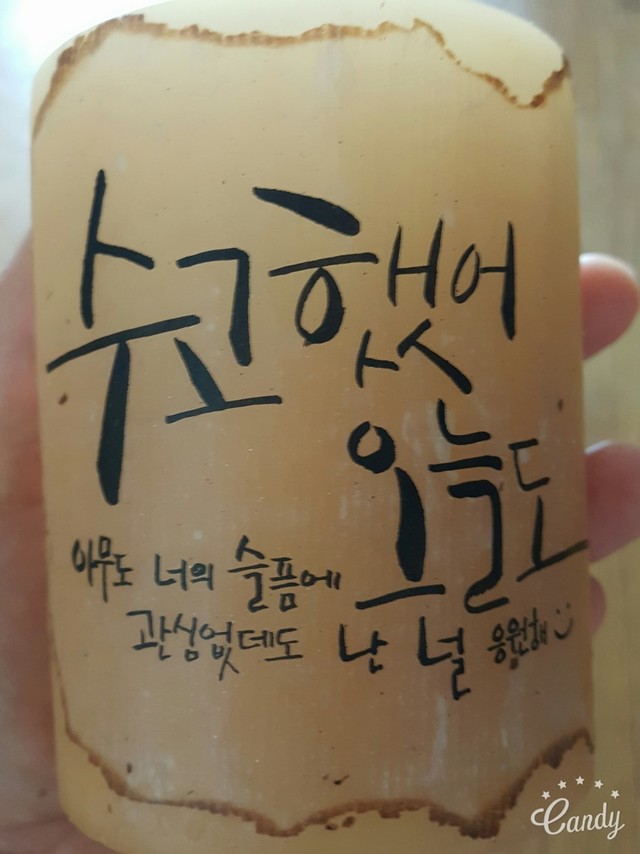 수고했어
오늘도
아무도 너의 슬픔에
관심없데도 난 널 응원해
Candy